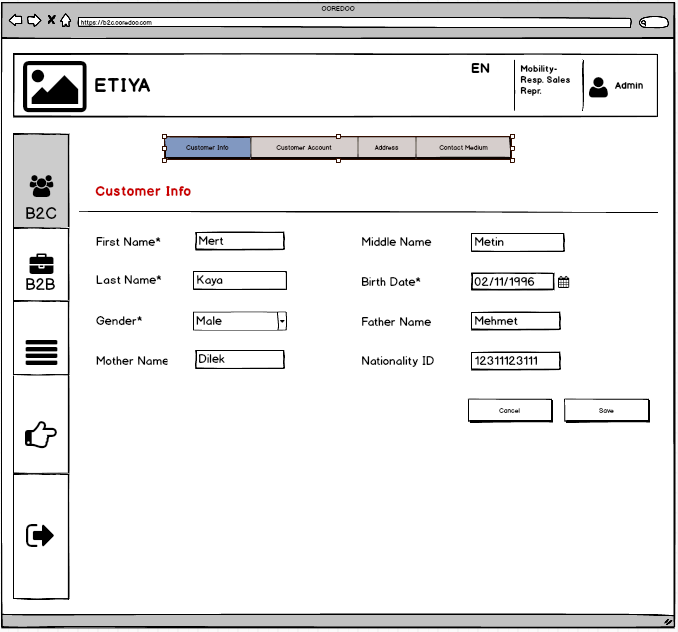 OOREDOO
https://b2c.ooredoo.com
ETIYA
EN
Mobility-
Resp. Sales
Repr.
Admin
Customer Info
Customer Account
Address
Contact Medium
B2C
B2B
Customer Info
First Name*
Mert
Middle Name
Metin
Last Name*
Kaya
Birth Date*
02/11/1996
Gender*
Male
Father Name
Mehmet
Mother Name
Dilek
Nationality ID
12311123111
Cancel
Save